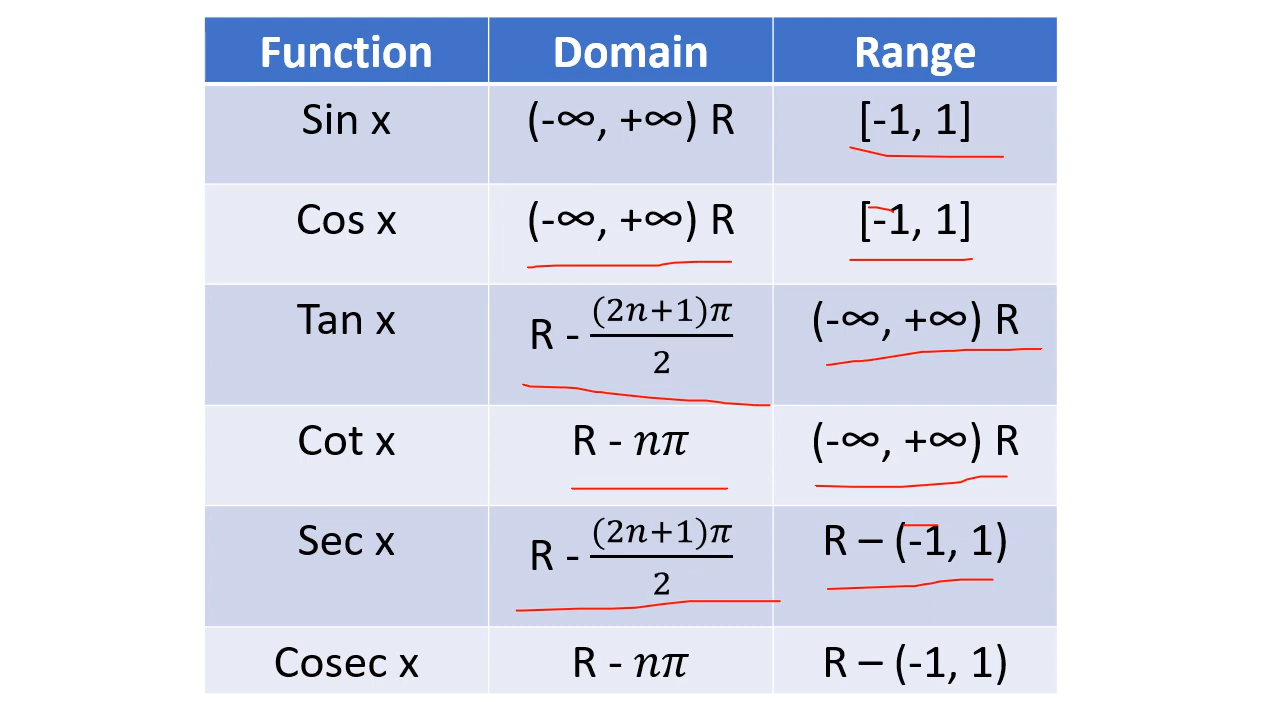 Function Domain Range
Sin x (-∞, +∞) R [-1, 1]
Cos x (-∞, +∞) R [-1, 1]
Tan x R - (2n+1)π/2 (-∞, +∞) R
Cot x R - nπ (-∞, +∞) R
Sec x R - (2n+1)π/2 R – (-1, 1)
Cosec x R - nπ R – (-1, 1)